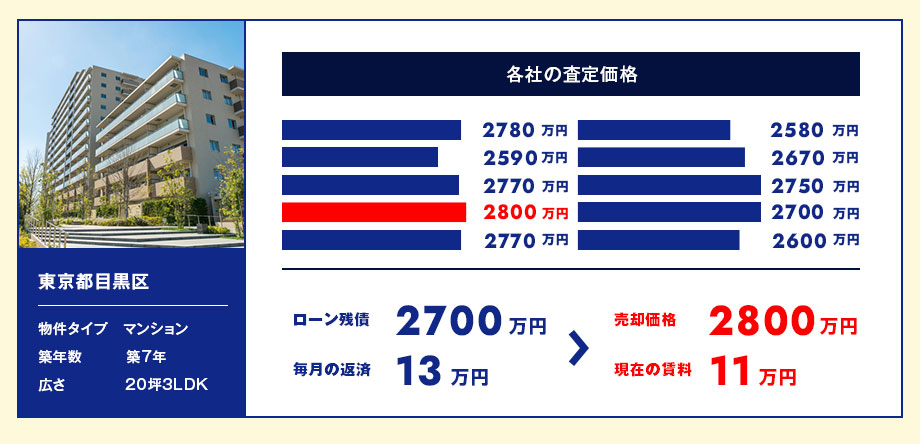 各社の査定価格
2780 万円
2590 万円
2770 万円
2800 万円
2770 万円
2580 万円
2670 万円
2750 万円
2700 万円
2600 万円
東京都目黒区
物件タイプ マンション
築年数 築7年
広さ 20坪3LDK
ローン残債 2700 万円
毎月の返済 13 万円
売却価格 2800 万円
現在の賃料 11 万円